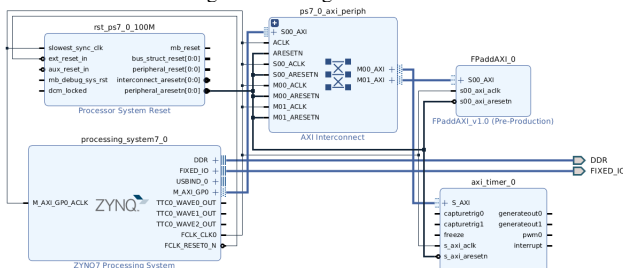 rst_ps7_0_100M
slowest_sync_clk
ext_reset_in
aux_reset_in
mb_debug_sys_rst
dcm_locked
mb_reset
bus_struct_reset[0:0]
peripheral_reset[0:0]
interconnect_aresetn[0:0]
peripheral_aresetn[0:0]
Processor System Reset
ps7_0_axi_periph
S00_AXI
ACLK
ARESETN
S00_ACLK
S00_ARESETN
M00_ACLK
M00_ARESETN
M01_ACLK
M01_ARESETN
M00_AXI
M01_AXI
AXI Interconnect
FPaddAXI_0
S00_AXI
s00_axi_aclk
s00_axi_aresetn
FPaddAXI_v1.0 (Pre-Production)
processing_system7_0
M_AXI_GP0_ACLK
ZYNQ
DDR
FIXED_IO
USBIND_0
M_AXI_GP0
TTC0_WAVE0_OUT
TTC0_WAVE1_OUT
TTC0_WAVE2_OUT
FCLK_CLK0
FCLK_RESET0_N
ZYNQ7 Processing System
DDR
FIXED_IO
axi_timer_0
S_AXI
capturetrig0
capturetrig1
freeze
s_axi_aclk
s_axi_aresetn
generateout0
generateout1
pwm0
interrupt